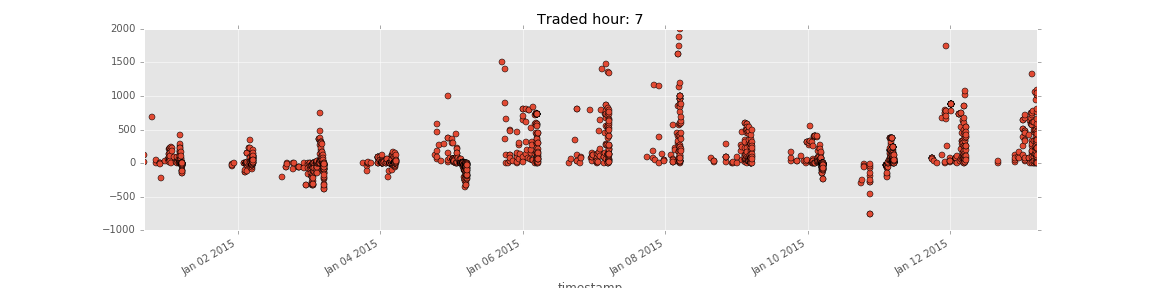 Traded hour: 7
2000
1500
1000
500
0
−500
−1000
Jan 02 2015
Jan 04 2015
Jan 06 2015
Jan 08 2015
Jan 10 2015
Jan 12 2015
timestamp